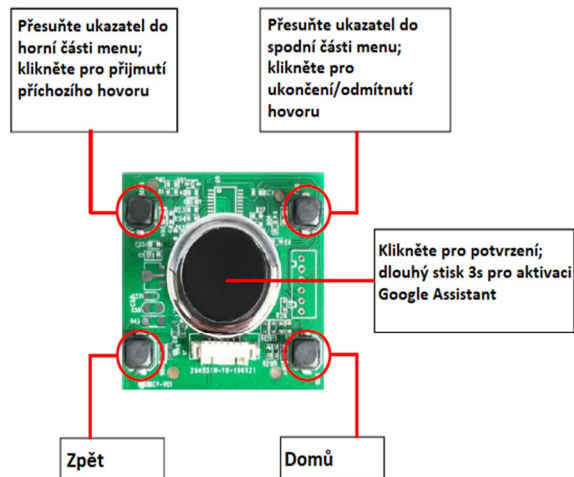 Přesuňte ukazatel do
horní části menu;
klikněte pro přijmutí
příchozího hovoru
Přesuňte ukazatel do
spodní části menu;
klikněte pro
ukončení/odmítnutí
hovoru
Klikněte pro potvrzení;
dlouhý stisk 3s pro aktivaci
Google Assistant
Zpět
Domů